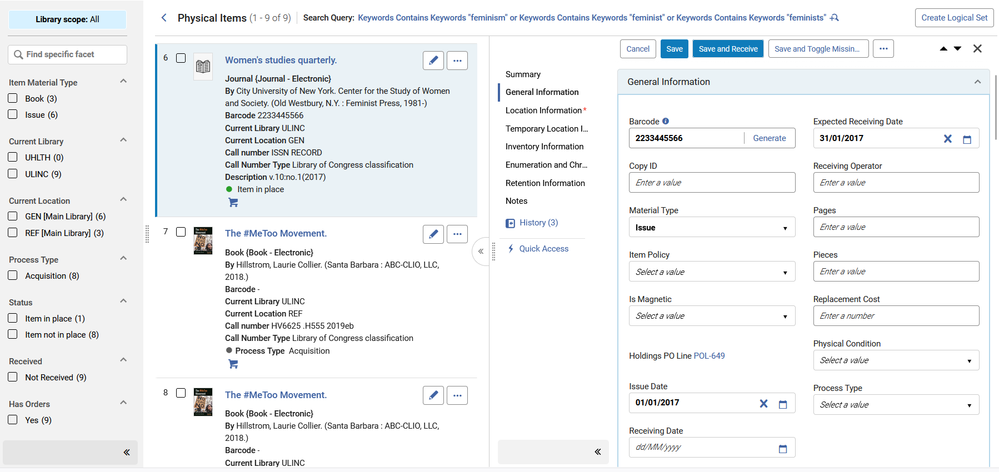 Library scope: All
Find specific facet
Item Material Type
Book (3)
Issue (6)
Current Library
UHLTH (0)
ULINC (9)
Current Location
GEN [Main Library] (6)
REF [Main Library] (3)
Process Type
Acquisition (8)
Status
Item in place (1)
Item not in place (8)
Received
Not Received (9)
Has Orders
Yes (9)
Physical Items (1 - 9 of 9)
Search Query: Keywords Contains Keywords "feminism" or Keywords Contains Keywords "feminist" or Keywords Contains Keywords "feminists"
Create Logical Set
6
Women's studies quarterly.
Journal {Journal - Electronic}
By City University of New York. Center for the Study of Women
and Society. (Old Westbury, N.Y. : Feminist Press, 1981-)
Barcode 2233445566
Current Library ULINC
Current Location GEN
Call number ISSN RECORD
Call Number Type Library of Congress classification
Description v.10:no.1(2017)
Item in place
7
The #MeToo Movement.
Book {Book - Electronic}
By Hillstrom, Laurie Collier. (Santa Barbara : ABC-CLIO, LLC,
2018.)
Barcode -
Current Library ULINC
Current Location REF
Call number HV6625 .H555 2019eb
Call Number Type Library of Congress classification
Process Type Acquisition
8
The #MeToo Movement.
Book {Book - Electronic}
By Hillstrom, Laurie Collier. (Santa Barbara : ABC-CLIO, LLC,
2018.)
Barcode -
Current Library ULINC
Summary
General Information
Location Information*
Temporary Location I...
Inventory Information
Enumeration and Chr...
Retention Information
Notes
History (3)
Quick Access
Cancel
Save
Save and Receive
Save and Toggle Missin...
General Information
Barcode
2233445566
Generate
Expected Receiving Date
31/01/2017
Copy ID
Enter a value
Receiving Operator
Enter a value
Material Type
Issue
Pages
Enter a value
Item Policy
Select a value
Pieces
Enter a value
Is Magnetic
Select a value
Replacement Cost
Enter a number
Holdings PO Line POL-649
Physical Condition
Select a value
Issue Date
01/01/2017
Process Type
Select a value
Receiving Date
dd/MM/yyyy